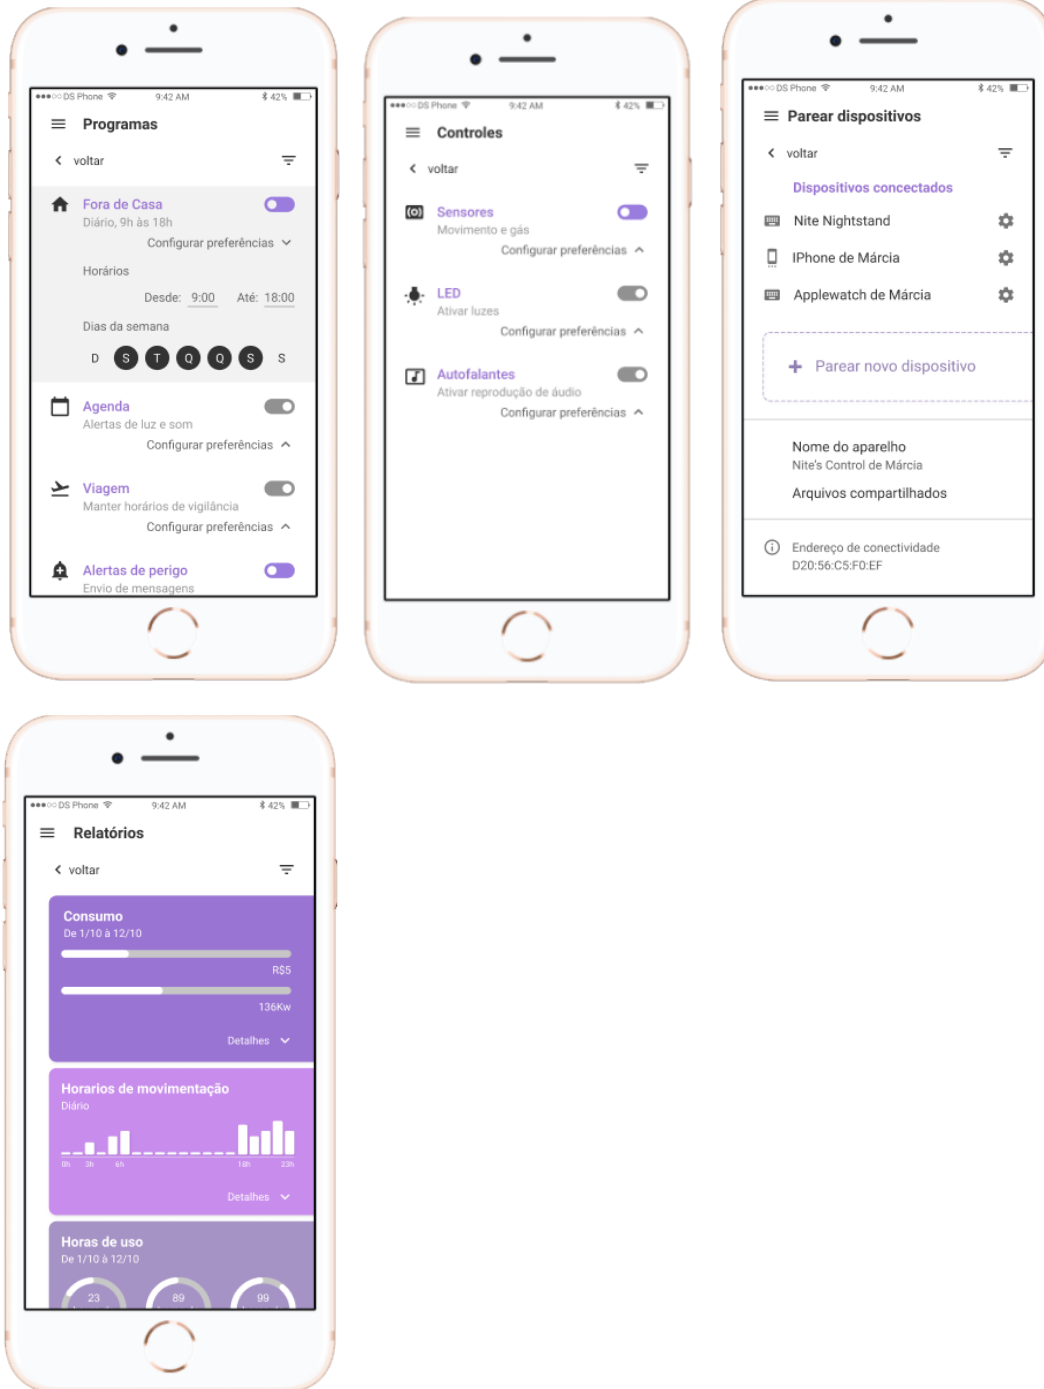 DS Phone 9:42 AM 42%
Programas
voltar
Fora de Casa
Diário, 9h às 18h
Configurar preferências
Horários
Desde: 9:00 Até: 18:00
Dias da semana
D S T Q Q S S
Agenda
Alertas de luz e som
Configurar preferências
Viagem
Manter horários de vigilância
Configurar preferências
Alertas de perigo
Envio de mensagens
DS Phone 9:42 AM 42%
Controles
voltar
Sensores
Movimento e gás
Configurar preferências
LED
Ativar luzes
Configurar preferências
Autofalantes
Ativar reprodução de áudio
Configurar preferências
DS Phone 9:42 AM 42%
Parear dispositivos
voltar
Dispositivos concectados
Nite Nightstand
IPhone de Márcia
Applewatch de Márcia
+ Parear novo dispositivo
Nome do aparelho
Nite's Control de Márcia
Arquivos compartilhados
Endereço de conectividade
D20:56:C5:F0:EF
DS Phone 9:42 AM 42%
Relatórios
voltar
Consumo
De 1/10 à 12/10
R$5
136Kw
Detalhes
Horarios de movimentação
Diário
0h 3h 6h 18h 23h
Detalhes
Horas de uso
De 1/10 à 12/10
23 89 99